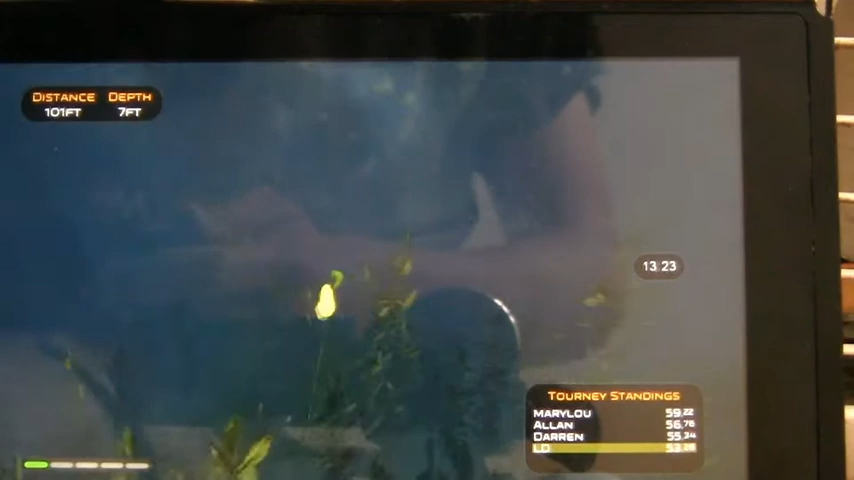 DISTANCE DEPTH
101FT 7FT
13 23
TOURNEY STANDINGS
MARYLOU 59.22
ALLAN 56.76
DARREN 55.34